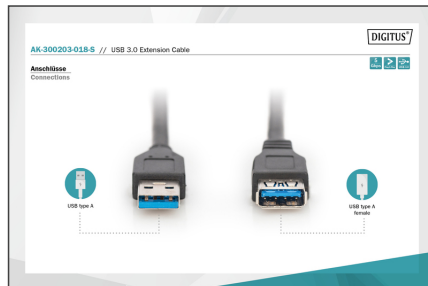 DIGITUS®
AK-300203-018-S // USB 3.0 Extension Cable
Anschlüsse
Connections
USB type A
USB type A
female